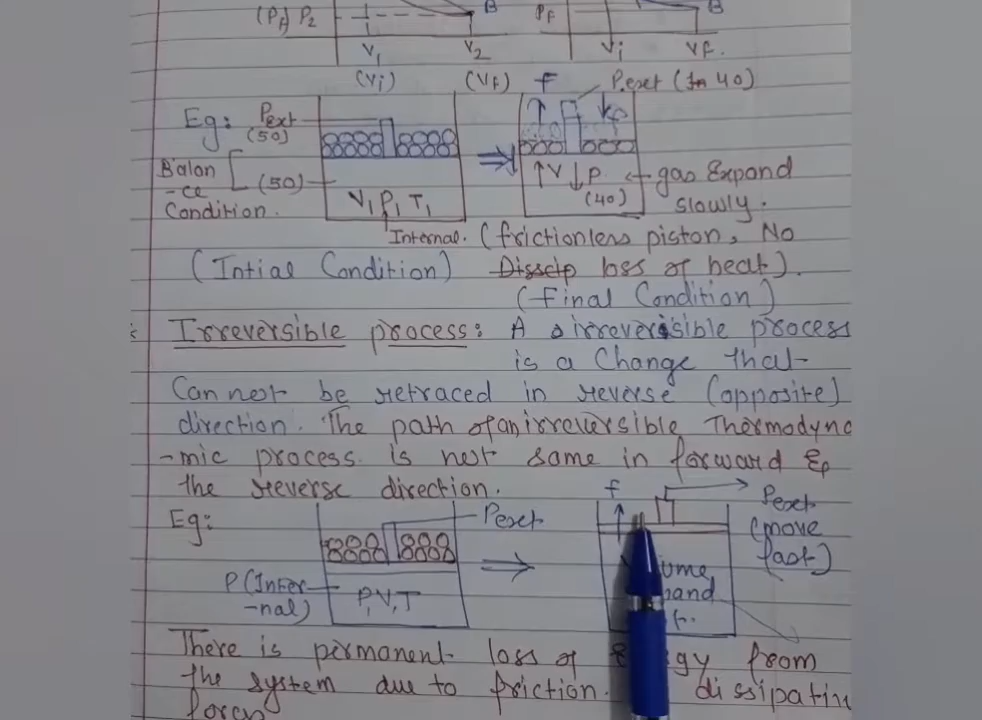 (Pf) P2 B PF B
V1 V2 Vi VF.
(Vi) (VF) F P.ext (In 40)
Eg: Pext
(50)
Balan
-ce (50)
Condition.
V1 P1 T1
↑V ↓P. gas Expand
(40) slowly.
Internal. (frictionless piston, No
(Intial Condition) loss of heat).
(Final Condition)
Irreversible process: A irreversible process
is a Change that
Can not be retraced in reverse (opposite)
direction. The path of an irreversible Thermodyna
-mic process is not same in forward &
the reverse direction.
Eg: Pext F Pext
(move
fast)
P(Inter
-nal) P,V,T
There is permanent loss of from
the system due to friction. dissipativ